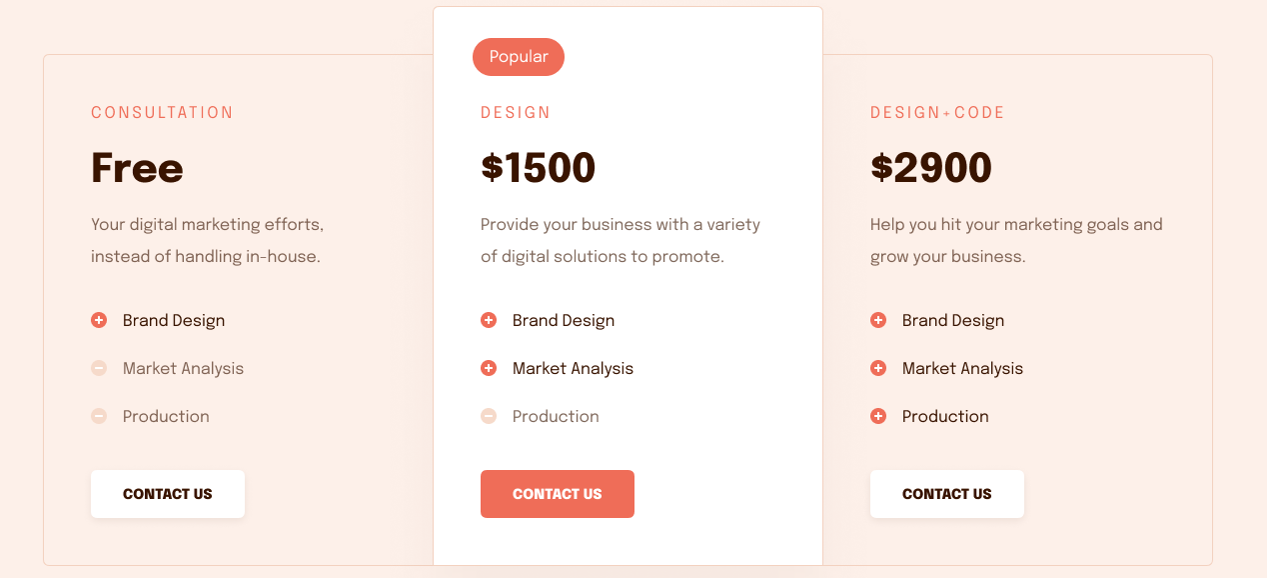 CONSULTATION
Free
Your digital marketing efforts,
instead of handling in-house.
Brand Design
Market Analysis
Production
CONTACT US
Popular
DESIGN
$1500
Provide your business with a variety
of digital solutions to promote.
Brand Design
Market Analysis
Production
CONTACT US
DESIGN+CODE
$2900
Help you hit your marketing goals and
grow your business.
Brand Design
Market Analysis
Production
CONTACT US